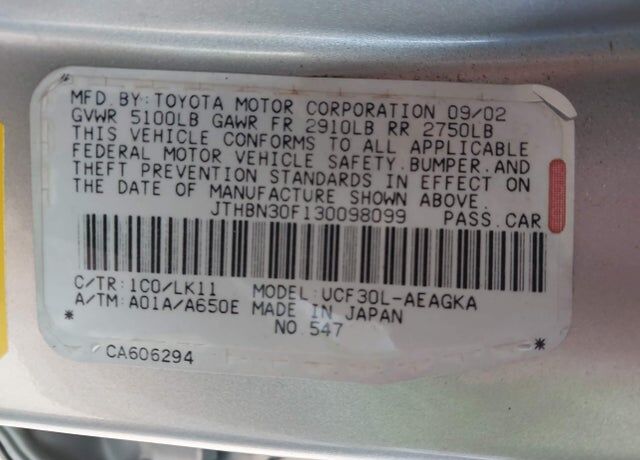 MFD.BY:TOYOTA MOTOR CORPORATION 09/02
GVWR 5100LB GAWR FR 2910LB RR 2750LB
THIS VEHICLE CONFORMS TO ALL APPLICABLE
FEDERAL MOTOR VEHICLE SAFETY.BUMPER.AND
THEFT PREVENTION STANDARDS IN EFFECT ON
THE DATE OF MANUFACTURE SHOWN ABOVE.
JTHBN30F130098099 PASS.CAR
C/TR:1C0/LK11 MODEL:UCF30L-AEAGKA
A/TM:A01A/A650E MADE IN JAPAN
* NO.547 *
CA606294